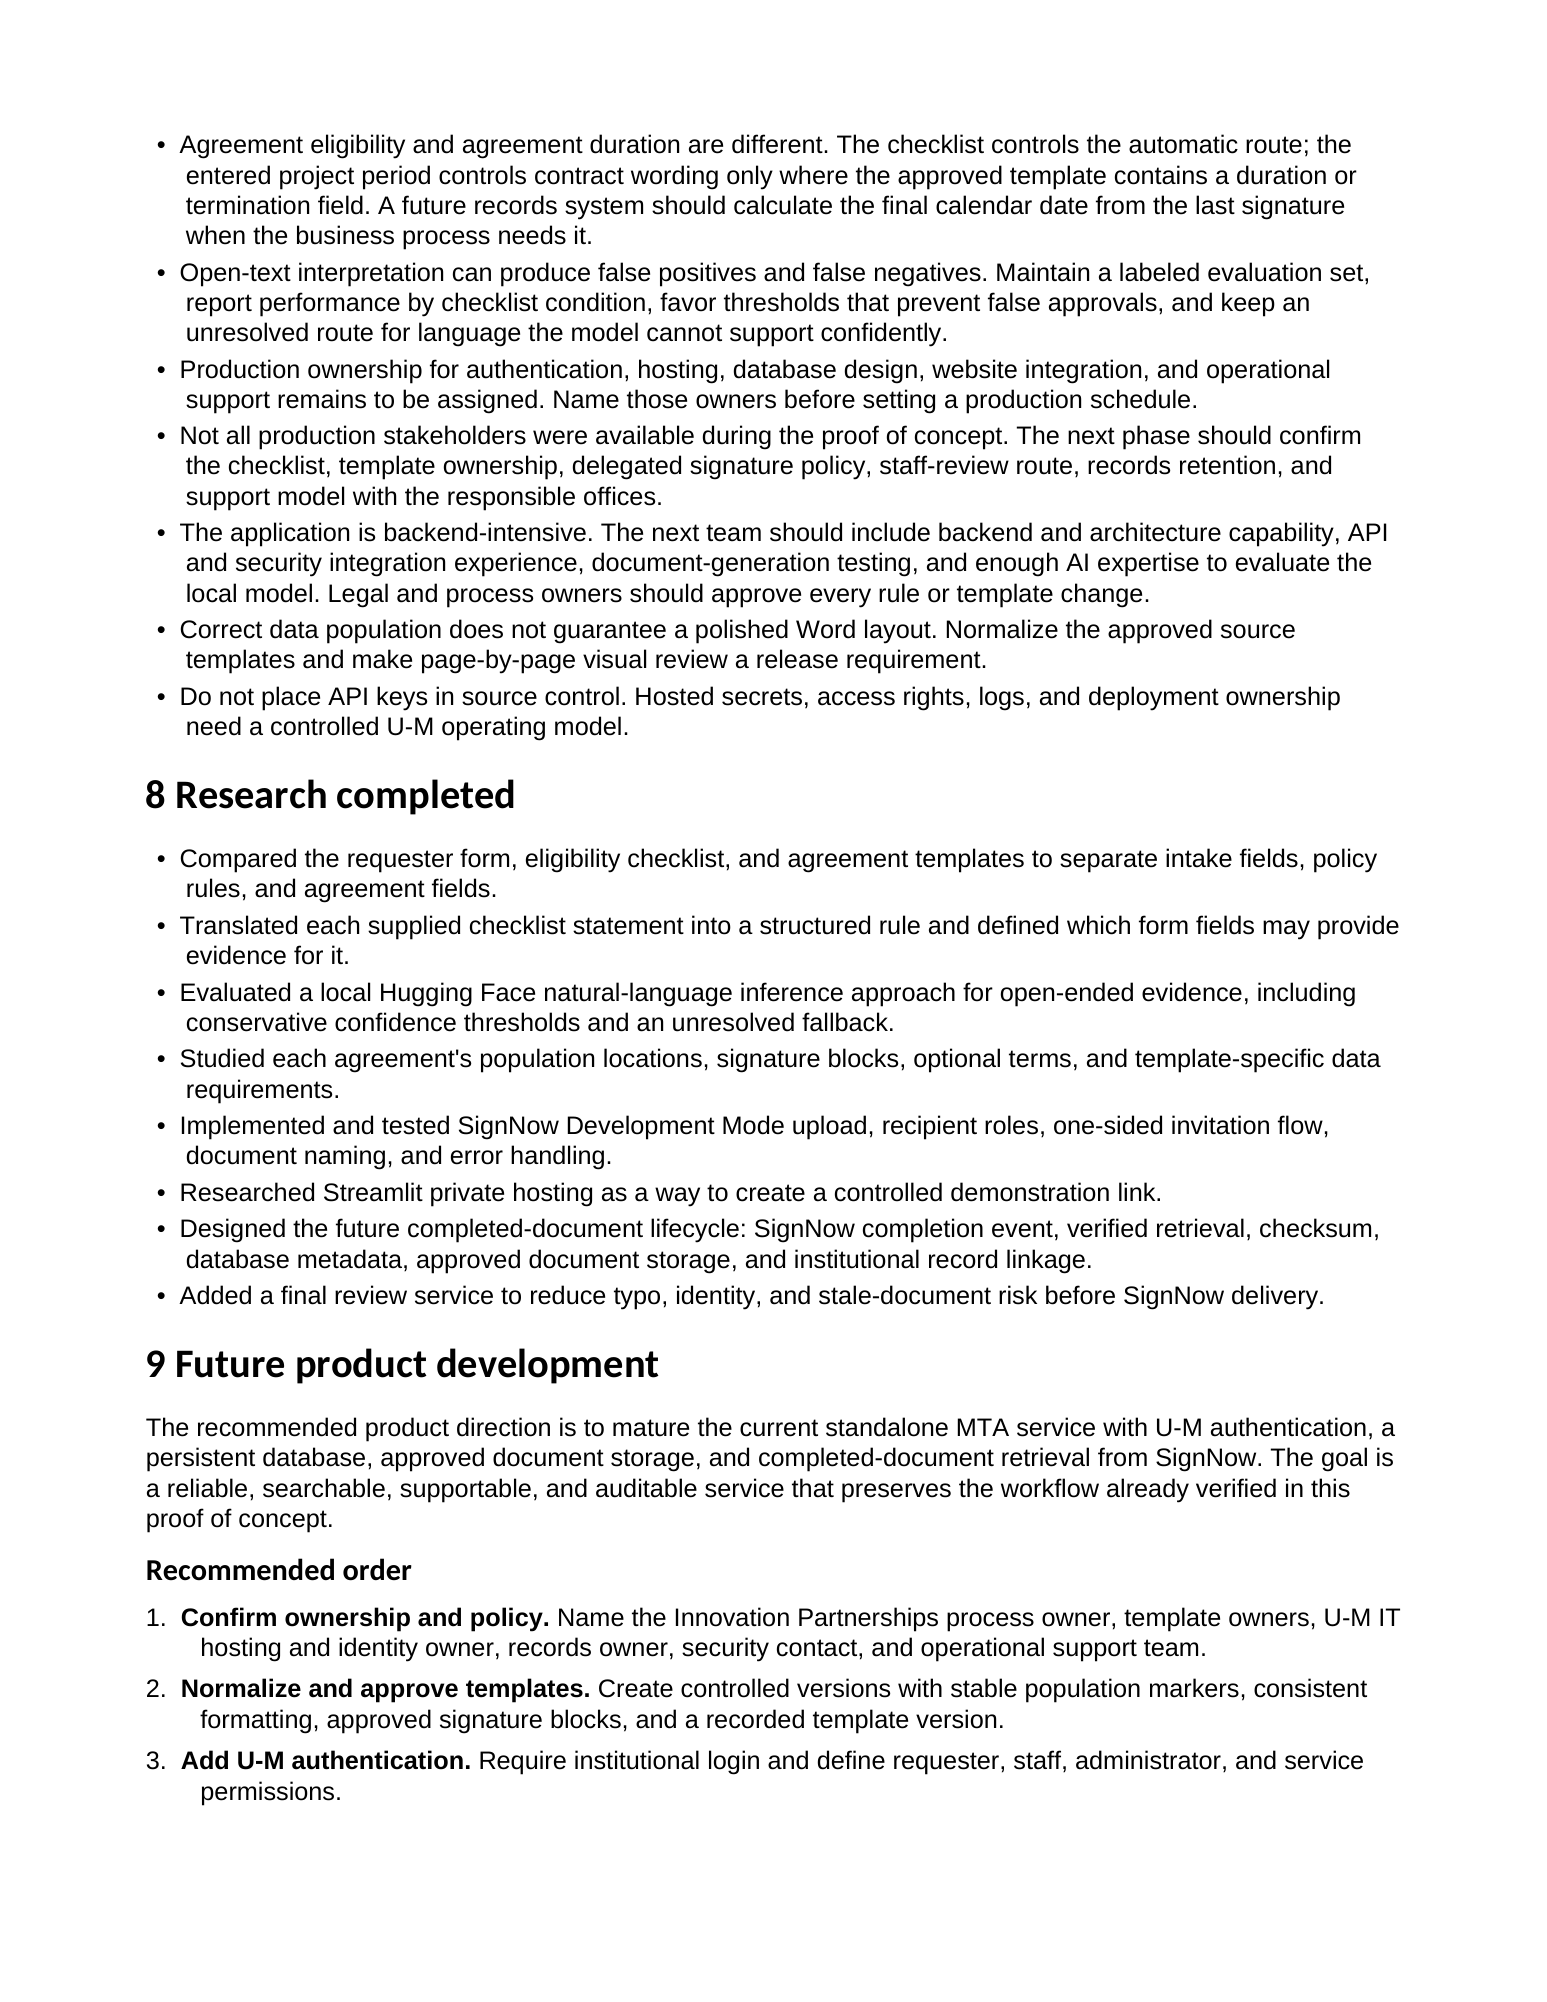 • Agreement eligibility and agreement duration are different. The checklist controls the automatic route; the
entered project period controls contract wording only where the approved template contains a duration or
termination field. A future records system should calculate the final calendar date from the last signature
when the business process needs it.
• Open-text interpretation can produce false positives and false negatives. Maintain a labeled evaluation set,
report performance by checklist condition, favor thresholds that prevent false approvals, and keep an
unresolved route for language the model cannot support confidently.
• Production ownership for authentication, hosting, database design, website integration, and operational
support remains to be assigned. Name those owners before setting a production schedule.
• Not all production stakeholders were available during the proof of concept. The next phase should confirm
the checklist, template ownership, delegated signature policy, staff-review route, records retention, and
support model with the responsible offices.
• The application is backend-intensive. The next team should include backend and architecture capability, API
and security integration experience, document-generation testing, and enough AI expertise to evaluate the
local model. Legal and process owners should approve every rule or template change.
• Correct data population does not guarantee a polished Word layout. Normalize the approved source
templates and make page-by-page visual review a release requirement.
• Do not place API keys in source control. Hosted secrets, access rights, logs, and deployment ownership
need a controlled U-M operating model.
8 Research completed
• Compared the requester form, eligibility checklist, and agreement templates to separate intake fields, policy
rules, and agreement fields.
• Translated each supplied checklist statement into a structured rule and defined which form fields may provide
evidence for it.
• Evaluated a local Hugging Face natural-language inference approach for open-ended evidence, including
conservative confidence thresholds and an unresolved fallback.
• Studied each agreement's population locations, signature blocks, optional terms, and template-specific data
requirements.
• Implemented and tested SignNow Development Mode upload, recipient roles, one-sided invitation flow,
document naming, and error handling.
• Researched Streamlit private hosting as a way to create a controlled demonstration link.
• Designed the future completed-document lifecycle: SignNow completion event, verified retrieval, checksum,
database metadata, approved document storage, and institutional record linkage.
• Added a final review service to reduce typo, identity, and stale-document risk before SignNow delivery.
9 Future product development
The recommended product direction is to mature the current standalone MTA service with U-M authentication, a
persistent database, approved document storage, and completed-document retrieval from SignNow. The goal is
a reliable, searchable, supportable, and auditable service that preserves the workflow already verified in this
proof of concept.
Recommended order
1. Confirm ownership and policy. Name the Innovation Partnerships process owner, template owners, U-M IT
hosting and identity owner, records owner, security contact, and operational support team.
2. Normalize and approve templates. Create controlled versions with stable population markers, consistent
formatting, approved signature blocks, and a recorded template version.
3. Add U-M authentication. Require institutional login and define requester, staff, administrator, and service
permissions.